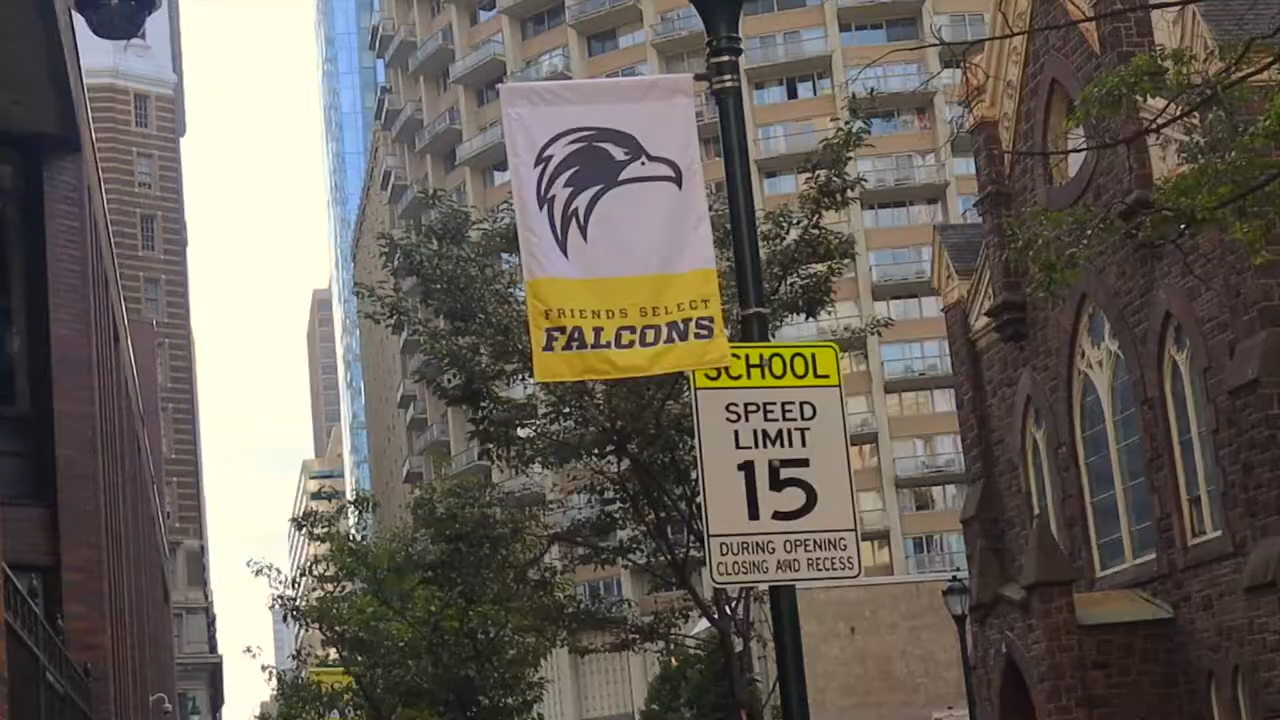 FRIENDS SELECT
FALCONS
SCHOOL
SPEED
LIMIT
15
DURING OPENING
CLOSING AND RECESS